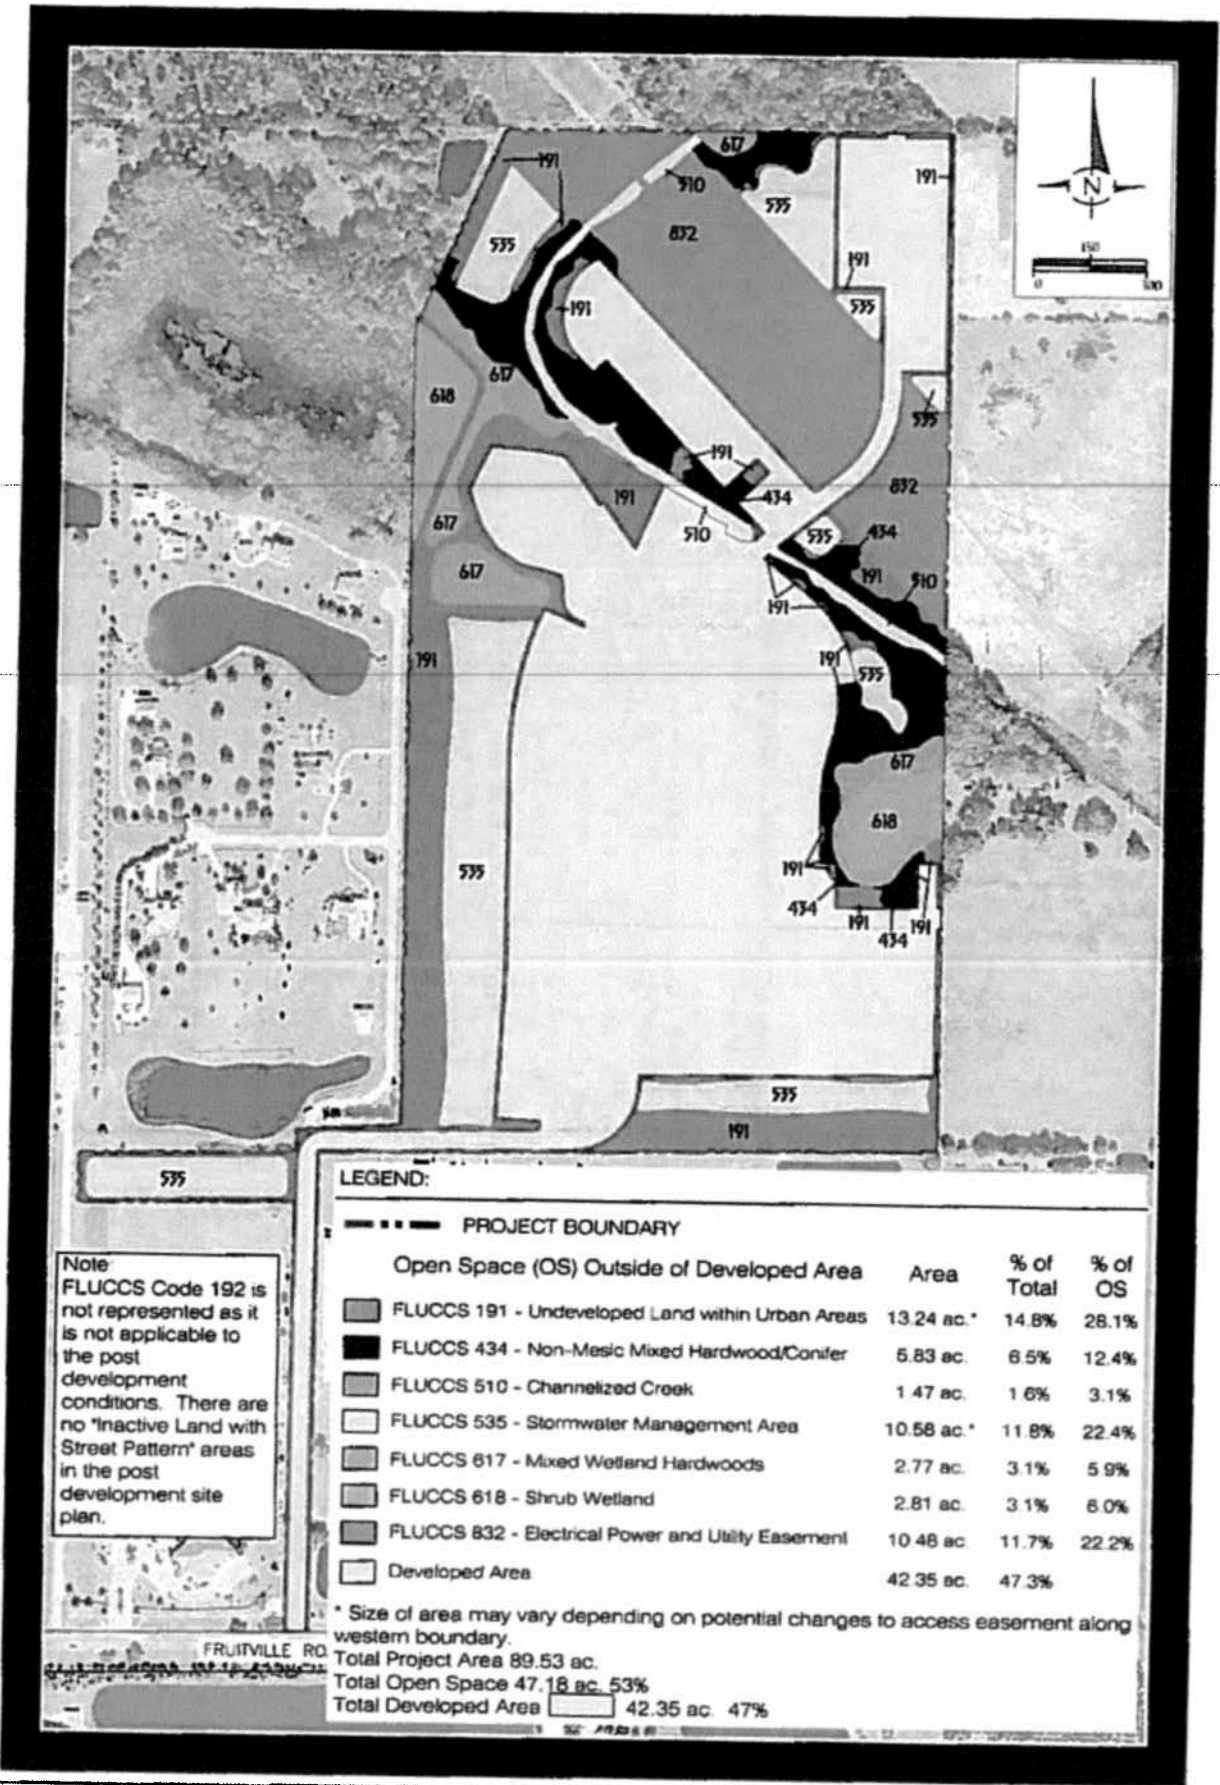 617
191
510
191
535
832
535
535
191
191
535
617
618
535
191
434
832
191
510
535
434
617
617
191
510
191
191
191
535
617
618
535
191
434
191
434
191
535
191
535
N
150
0
300
LEGEND:
PROJECT BOUNDARY
Open Space (OS) Outside of Developed Area Area % of Total % of OS
FLUCCS 191 - Undeveloped Land within Urban Areas 13.24 ac.* 14.8% 28.1%
FLUCCS 434 - Non-Mesic Mixed Hardwood/Conifer 5.83 ac. 6.5% 12.4%
FLUCCS 510 - Channelized Creek 1 47 ac. 1 6% 3.1%
FLUCCS 535 - Stormwater Management Area 10.58 ac.* 11.8% 22.4%
FLUCCS 617 - Mixed Wetland Hardwoods 2.77 ac. 3.1% 5.9%
FLUCCS 618 - Shrub Wetland 2.81 ac. 3 1% 6.0%
FLUCCS 832 - Electrical Power and Utility Easement 10 48 ac 11.7% 22.2%
Developed Area 42.35 ac. 47.3%
* Size of area may vary depending on potential changes to access easement along
western boundary.
Total Project Area 89.53 ac.
Total Open Space 47.18 ac. 53%
Total Developed Area 42.35 ac 47%
Note
FLUCCS Code 192 is
not represented as it
is not applicable to
the post
development
conditions. There are
no "Inactive Land with
Street Pattern" areas
in the post
development site
plan.
FRUITVILLE RD